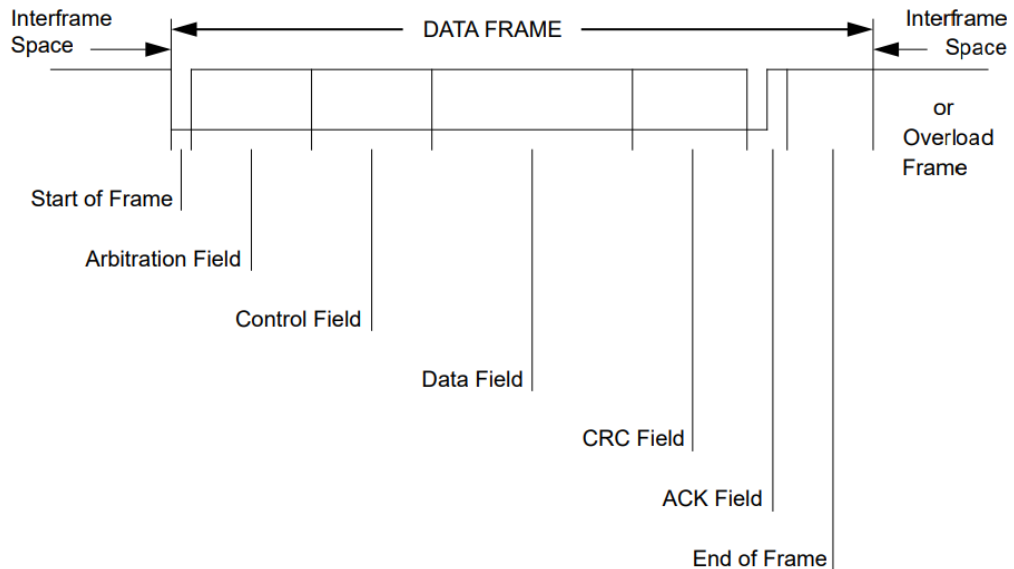 Interframe
Space
DATA FRAME
Interframe
Space
or
Overload
Frame
Start of Frame
Arbitration Field
Control Field
Data Field
CRC Field
ACK Field
End of Frame